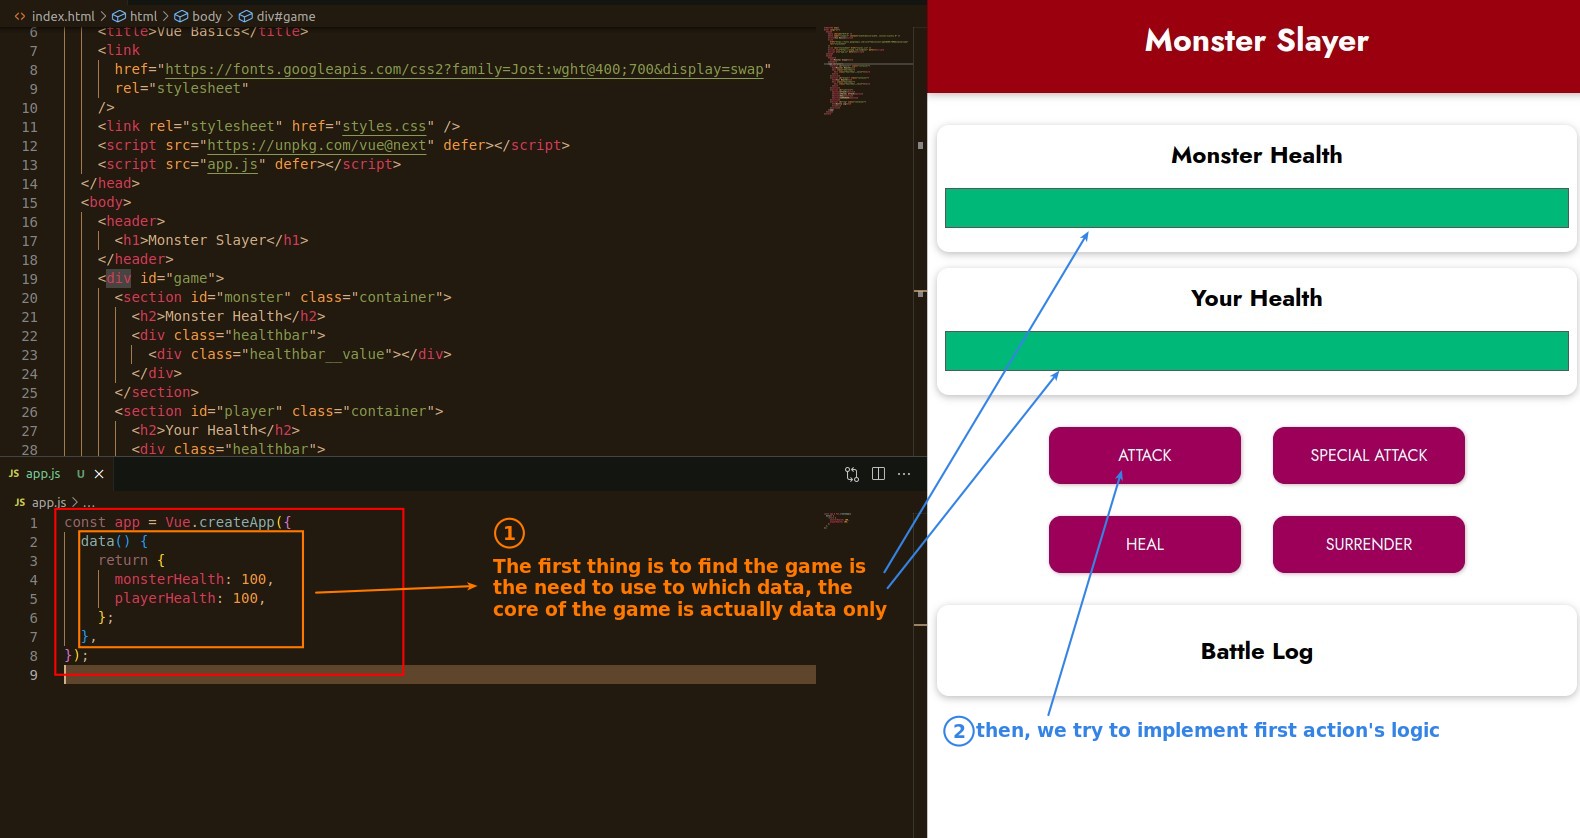 index.html > html > body > div#game
6 <title>Vue Basics</title>
7 <link
8 href="https://fonts.googleapis.com/css2?family=Jost:wght@400;700&display=swap"
9 rel="stylesheet"
10 />
11 <link rel="stylesheet" href="styles.css" />
12 <script src="https://unpkg.com/vue@next" defer></script>
13 <script src="app.js" defer></script>
14 </head>
15 <body>
16 <header>
17 <h1>Monster Slayer</h1>
18 </header>
19 <div id="game">
20 <section id="monster" class="container">
21 <h2>Monster Health</h2>
22 <div class="healthbar">
23 <div class="healthbar__value"></div>
24 </div>
25 </section>
26 <section id="player" class="container">
27 <h2>Your Health</h2>
28 <div class="healthbar">
JS app.js U ×
JS app.js > ...
1 const app = Vue.createApp({
2 data() {
3 return {
4 monsterHealth: 100,
5 playerHealth: 100,
6 };
7 },
8 });
9
1
The first thing is to find the game is
the need to use to which data, the
core of the game is actually data only
Monster Slayer
Monster Health
Your Health
ATTACK
SPECIAL ATTACK
HEAL
SURRENDER
Battle Log
2 then, we try to implement first action's logic